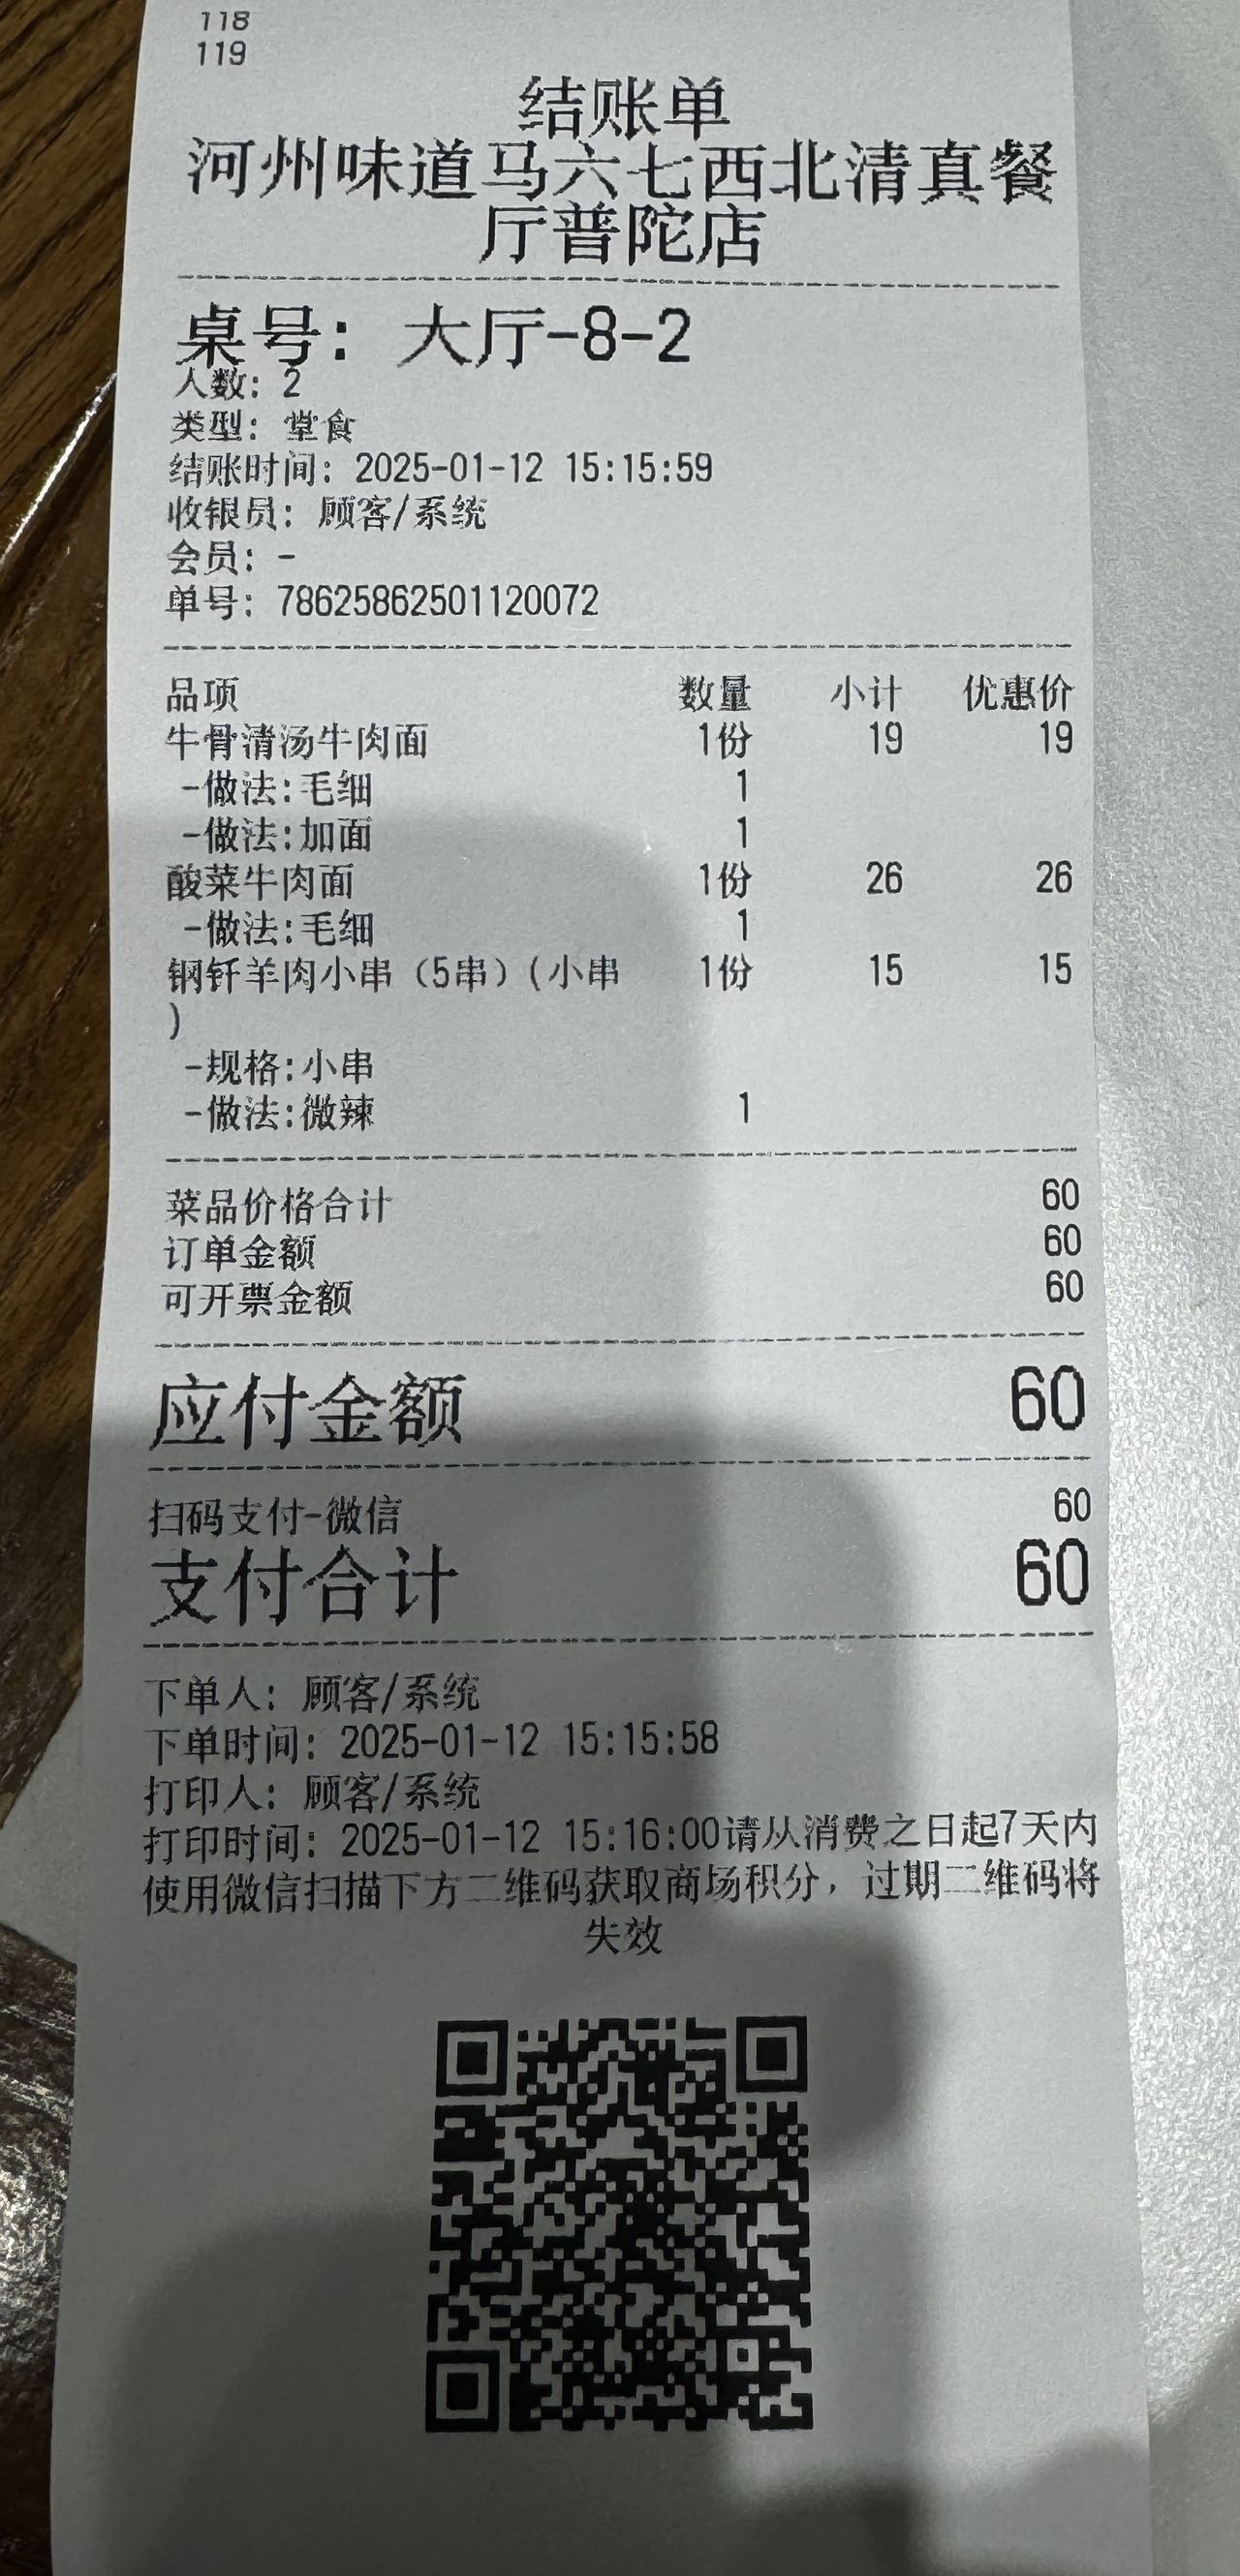 118
119
结账单
河州味道马六七西北清真餐
厅普陀店
桌号: 大厅-8-2
人数: 2
类型: 堂食
结账时间: 2025-01-12 15:15:59
收银员: 顾客/系统
会员: -
单号: 78625862501120072
品项 数量 小计 优惠价
牛骨清汤牛肉面 1份 19 19
-做法:毛细 1
-做法:加面 1
酸菜牛肉面 1份 26 26
-做法:毛细 1
钢钎羊肉小串（5串）(小串 1份 15 15
)
-规格:小串
-做法:微辣 1
菜品价格合计 60
订单金额 60
可开票金额 60
应付金额 60
扫码支付-微信 60
支付合计 60
下单人: 顾客/系统
下单时间: 2025-01-12 15:15:58
打印人: 顾客/系统
打印时间: 2025-01-12 15:16:00请从消费之日起7天内
使用微信扫描下方二维码获取商场积分，过期二维码将
失效